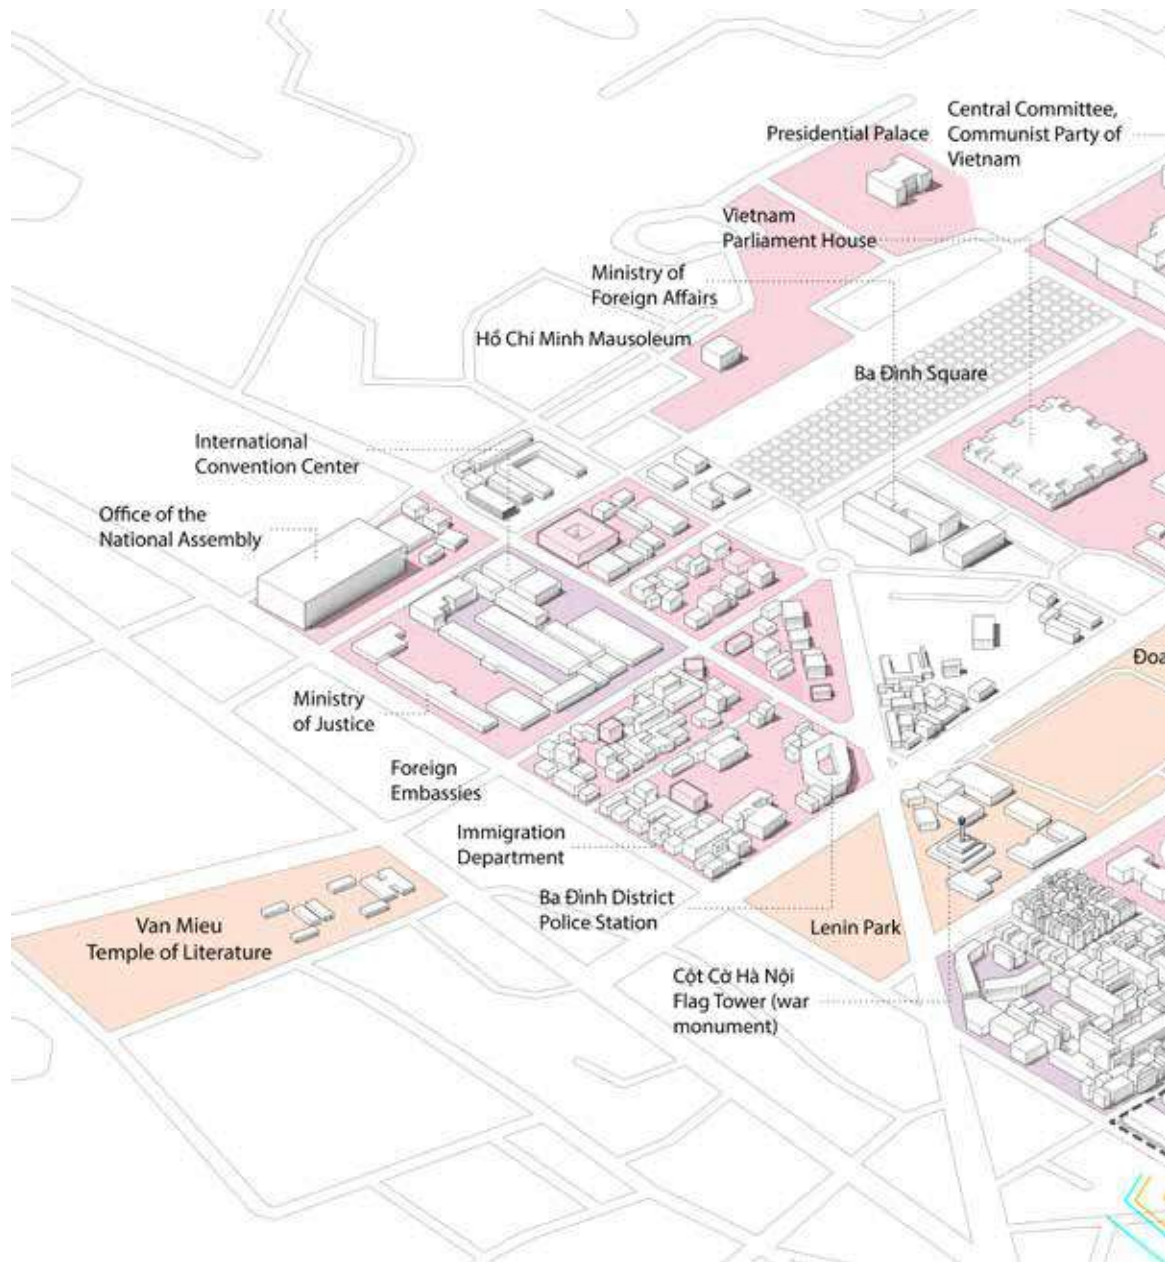 Central Committee,
Communist Party of
Vietnam
Presidential Palace
Vietnam
Parliament House
Ministry of
Foreign Affairs
Hồ Chí Minh Mausoleum
Ba Đình Square
International
Convention Center
Office of the
National Assembly
Đoa
Ministry
of Justice
Foreign
Embassies
Immigration
Department
Ba Đình District
Police Station
Lenin Park
Van Mieu
Temple of Literature
Cột Cờ Hà Nội
Flag Tower (war
monument)